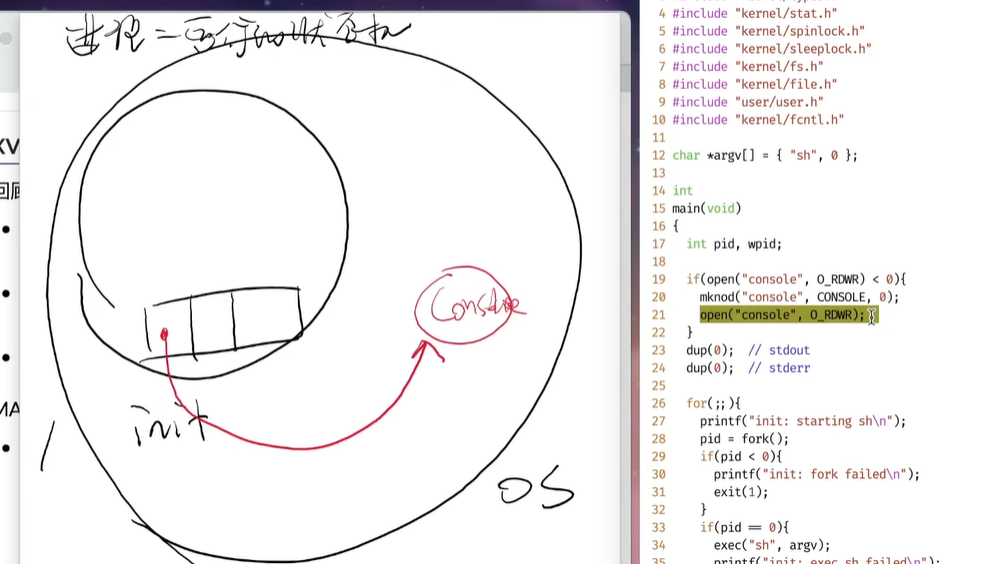 进程 = 运行的状态机
XV
回顾
MA
Console
init
OS
4 #include "kernel/stat.h"
5 #include "kernel/spinlock.h"
6 #include "kernel/sleeplock.h"
7 #include "kernel/fs.h"
8 #include "kernel/file.h"
9 #include "user/user.h"
10 #include "kernel/fcntl.h"
11
12 char *argv[] = { "sh", 0 };
13
14 int
15 main(void)
16 {
17 int pid, wpid;
18
19 if(open("console", O_RDWR) < 0){
20 mknod("console", CONSOLE, 0);
21 open("console", O_RDWR);
22 }
23 dup(0); // stdout
24 dup(0); // stderr
25
26 for(;;){
27 printf("init: starting sh\n");
28 pid = fork();
29 if(pid < 0){
30 printf("init: fork failed\n");
31 exit(1);
32 }
33 if(pid == 0){
34 exec("sh", argv);
35 printf("init: exec sh failed\n");